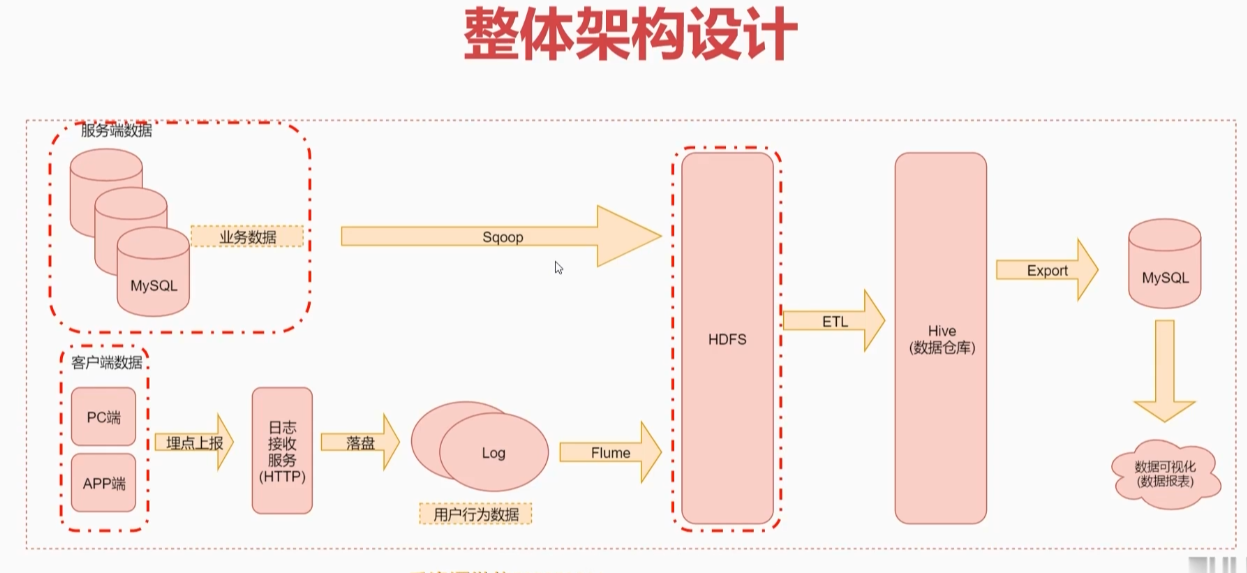 整体架构设计
服务端数据
MySQL
业务数据
Sqoop
客户端数据
PC端
APP端
埋点上报
日志
接收
服务
(HTTP)
落盘
Log
用户行为数据
Flume
HDFS
ETL
Hive
(数据仓库)
Export
MySQL
数据可视化
(数据报表)